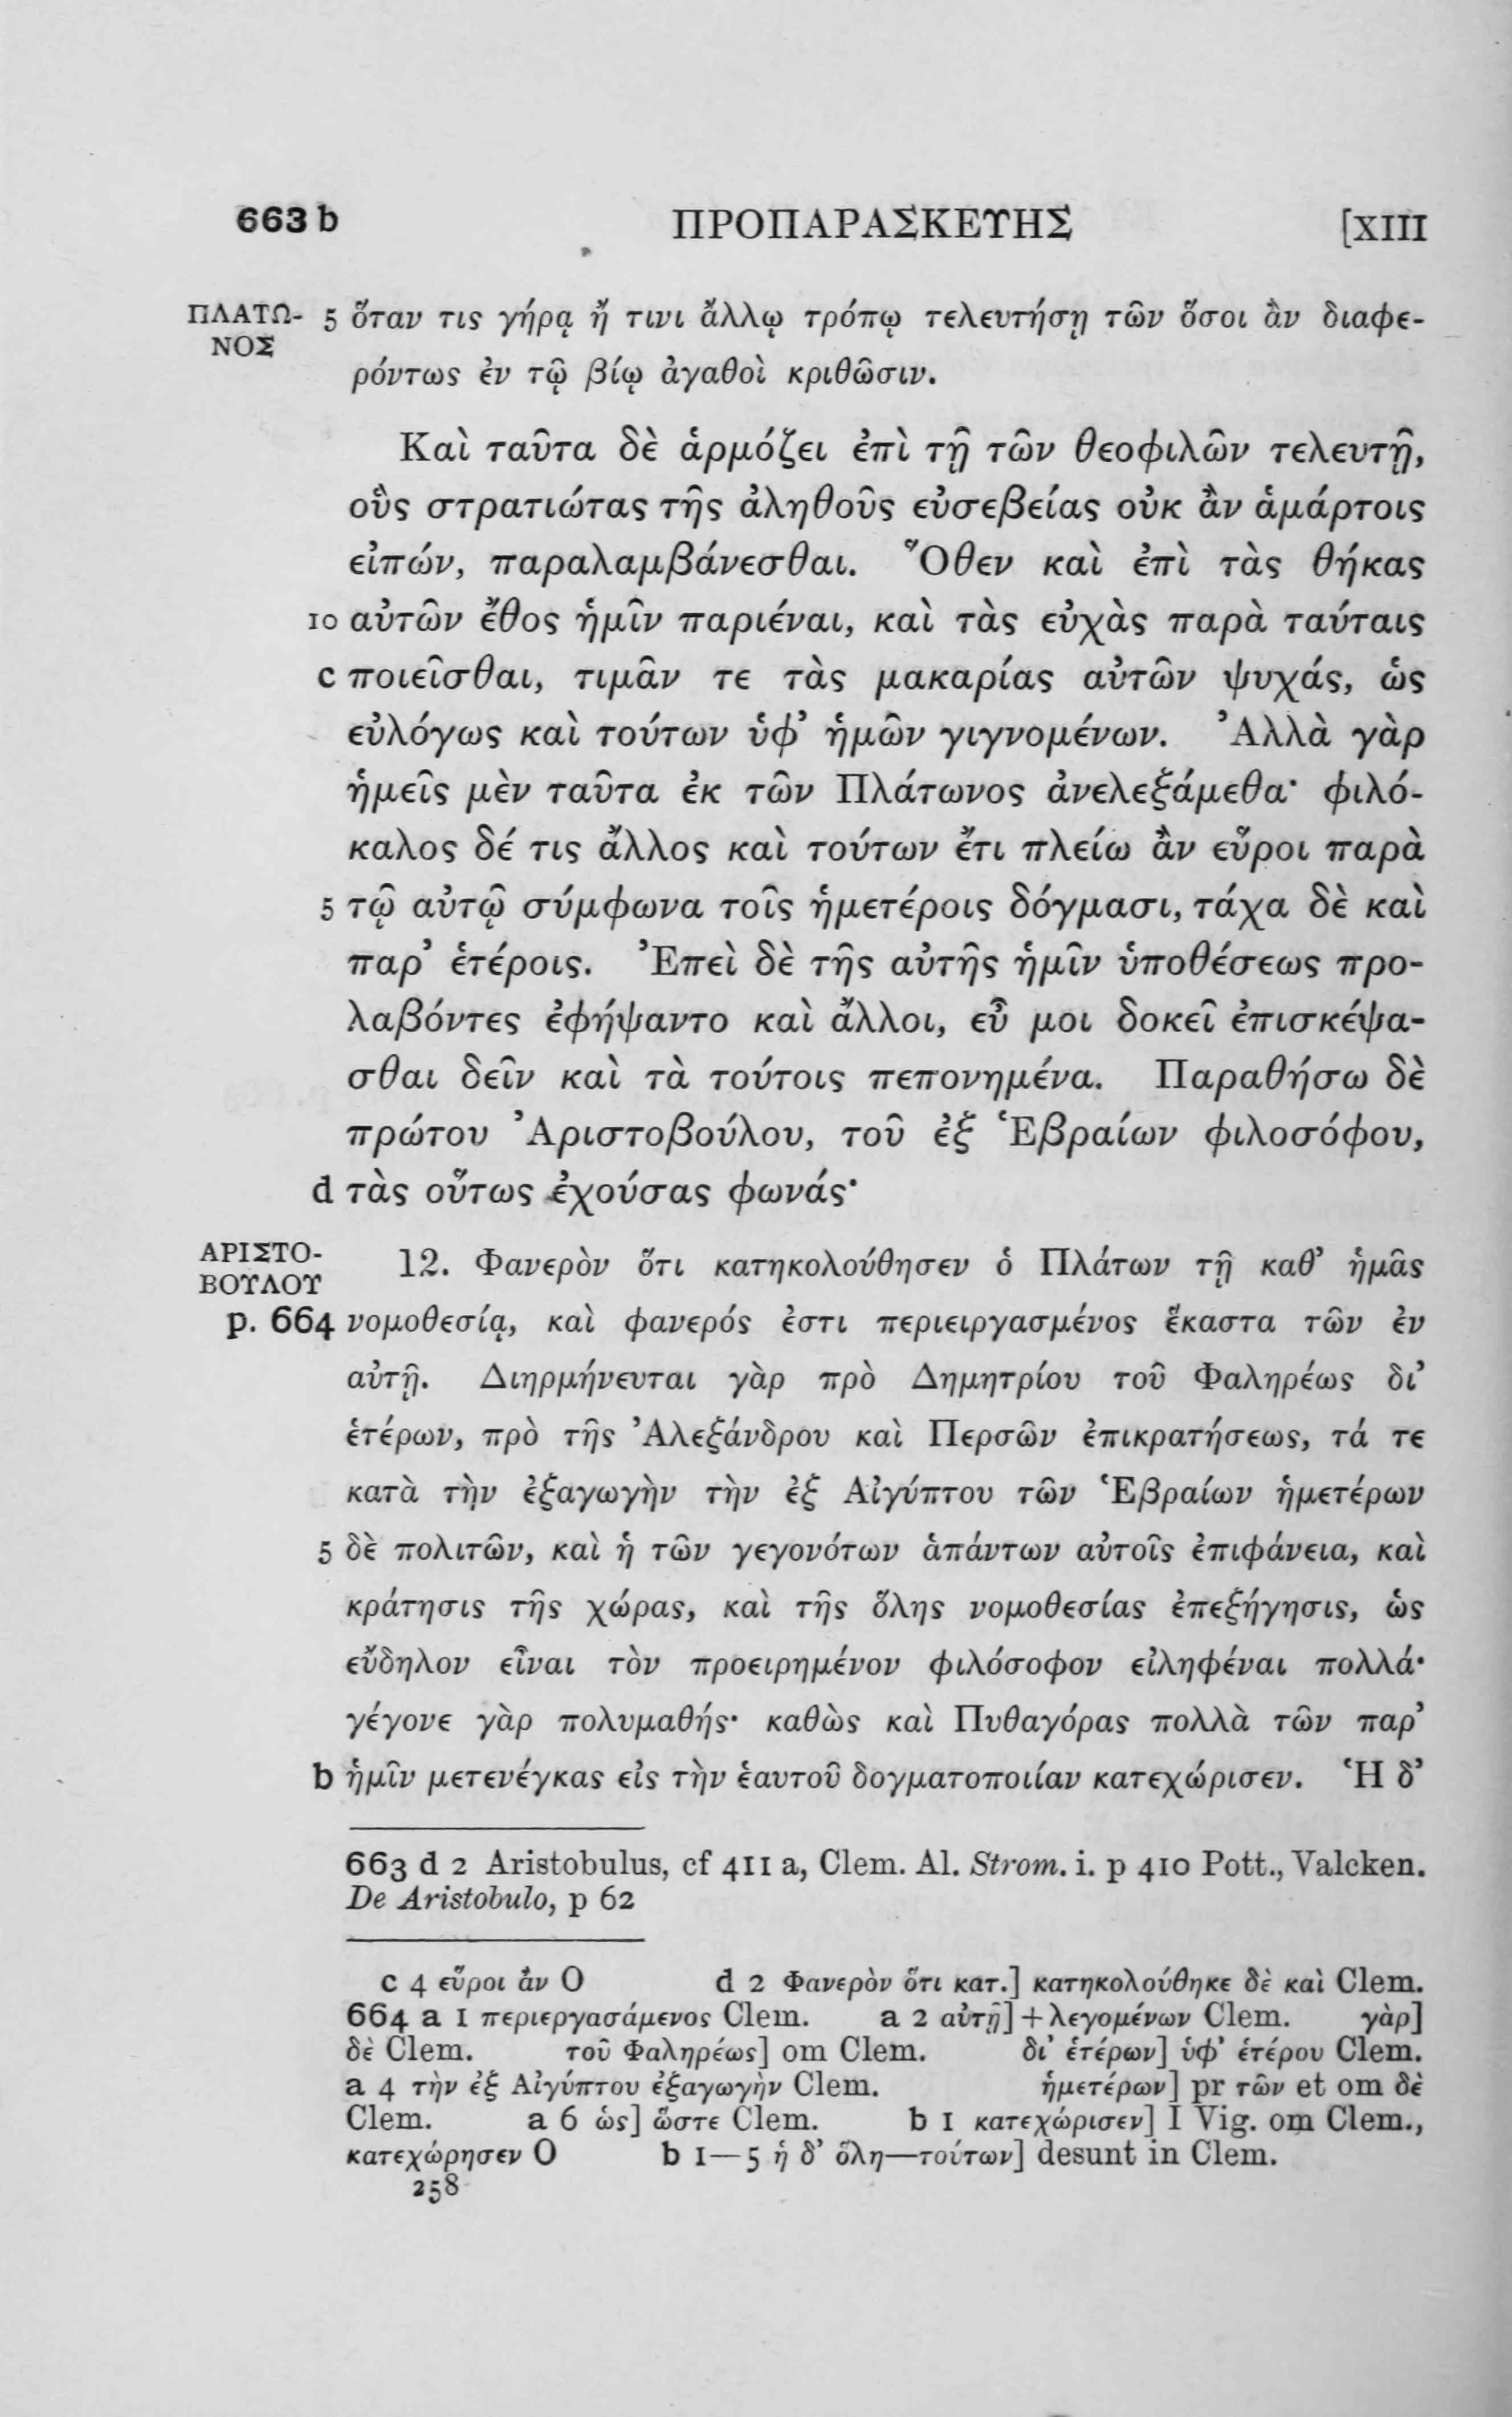 663 b ΠΡΟΠΑΡΑΣΚΕΥΗΣ [XIII
ΠΛΑΤΩ- 5 ὅταν τις γήρᾳ ἤ τινι ἄλλῳ τρόπῳ τελευτήσῃ τῶν ὅσοι ἂν διαφε-
ΝΟΣ
ρόντως ἐν τῷ βίῳ ἀγαθοὶ κριθῶσιν.
Καὶ ταῦτα δὲ ἁρμόζει ἐπὶ τῇ τῶν θεοφιλῶν τελευτῇ,
οὓς στρατιώτας τῆς ἀληθοῦς εὐσεβείας οὐκ ἂν ἁμάρτοις
εἰπών, παραλαμβάνεσθαι. Ὅθεν καὶ ἐπὶ τὰς θήκας
10 αὐτῶν ἔθος ἡμῖν παριέναι, καὶ τὰς εὐχὰς παρὰ ταύταις
c ποιεῖσθαι, τιμᾶν τε τὰς μακαρίας αὐτῶν ψυχάς, ὡς
εὐλόγως καὶ τούτων ὑφ’ ἡμῶν γιγνομένων. Ἀλλὰ γὰρ
ἡμεῖς μὲν ταῦτα ἐκ τῶν Πλάτωνος ἀνελεξάμεθα· φιλό-
καλος δέ τις ἄλλος καὶ τούτων ἔτι πλείω ἂν εὕροι παρὰ
5 τῷ αὐτῷ σύμφωνα τοῖς ἡμετέροις δόγμασι, τάχα δὲ καὶ
παρ’ ἑτέροις. Ἐπεὶ δὲ τῆς αὐτῆς ἡμῖν ὑποθέσεως προ-
λαβόντες ἐφήψαντο καὶ ἄλλοι, εὖ μοι δοκεῖ ἐπισκέψα-
σθαι δεῖν καὶ τὰ τούτοις πεπονημένα. Παραθήσω δὲ
πρώτου Ἀριστοβούλου, τοῦ ἐξ Ἑβραίων φιλοσόφου,
d τὰς οὕτως ἐχούσας φωνάς·
ΑΡΙΣΤΟ- 12. Φανερὸν ὅτι κατηκολούθησεν ὁ Πλάτων τῇ καθ’ ἡμᾶς
ΒΟΥΛΟΥ
p. 664 νομοθεσίᾳ, καὶ φανερός ἐστι περιειργασμένος ἕκαστα τῶν ἐν
αὐτῇ. Διηρμήνευται γὰρ πρὸ Δημητρίου τοῦ Φαληρέως δι’
ἑτέρων, πρὸ τῆς Ἀλεξάνδρου καὶ Περσῶν ἐπικρατήσεως, τά τε
κατὰ τὴν ἐξαγωγὴν τὴν ἐξ Αἰγύπτου τῶν Ἑβραίων ἡμετέρων
5 δὲ πολιτῶν, καὶ ἡ τῶν γεγονότων ἁπάντων αὐτοῖς ἐπιφάνεια, καὶ
κράτησις τῆς χώρας, καὶ τῆς ὅλης νομοθεσίας ἐπεξήγησις, ὡς
εὔδηλον εἶναι τὸν προειρημένον φιλόσοφον εἰληφέναι πολλά·
γέγονε γὰρ πολυμαθής· καθὼς καὶ Πυθαγόρας πολλὰ τῶν παρ’
b ἡμῖν μετενέγκας εἰς τὴν ἑαυτοῦ δογματοποιίαν κατεχώρισεν. Ἡ δ’
663 d 2 Aristobulus, cf 411 a, Clem. Al. Strom. i. p 410 Pott., Valcken.
De Aristobulo, p 62
c 4 εὕροι ἂν O d 2 Φανερὸν ὅτι κατ.] κατηκολούθηκε δὲ καὶ Clem.
664 a 1 περιεργασάμενος Clem. a 2 αὐτῇ] + λεγομένων Clem. γὰρ]
δὲ Clem. τοῦ Φαληρέως] om Clem. δι’ ἑτέρων] ὑφ’ ἑτέρου Clem.
a 4 τὴν ἐξ Αἰγύπτου ἐξαγωγὴν Clem. ἡμετέρων] pr τῶν et om δὲ
Clem. a 6 ὡς] ὥστε Clem. b 1 κατεχώρισεν] I Vig. om Clem.,
κατεχώρησεν O b 1—5 ἡ δ’ ὅλη—τούτων] desunt in Clem.
258